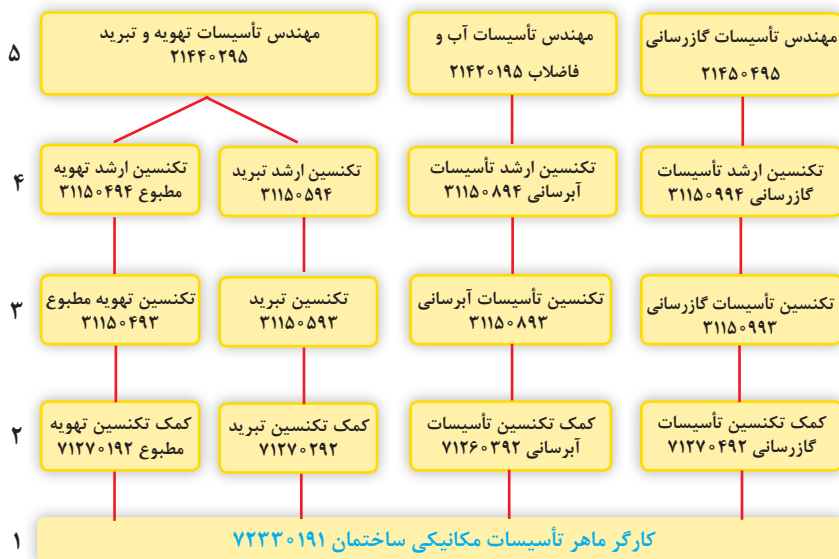 ۵
مهندس تأسیسات گازرسانی
۲۱۴۵۰۴۹۵
مهندس تأسیسات آب و
فاضلاب ۲۱۴۲۰۱۹۵
مهندس تأسیسات تهویه و تبرید
۲۱۴۴۰۲۹۵
۴
تکنسین ارشد تأسیسات
گازرسانی ۳۱۱۵۰۹۹۴
تکنسین ارشد تأسیسات
آبرسانی ۳۱۱۵۰۸۹۴
تکنسین ارشد تبرید
۳۱۱۵۰۵۹۴
تکنسین ارشد تهویه
مطبوع ۳۱۱۵۰۴۹۴
۳
تکنسین تأسیسات گازرسانی
۳۱۱۵۰۹۹۳
تکنسین تأسیسات آبرسانی
۳۱۱۵۰۸۹۳
تکنسین تبرید
۳۱۱۵۰۵۹۳
تکنسین تهویه مطبوع
۳۱۱۵۰۴۹۳
۲
کمک تکنسین تأسیسات
گازرسانی ۷۱۲۷۰۴۹۲
کمک تکنسین تأسیسات
آبرسانی ۷۱۲۶۰۳۹۲
کمک تکنسین تبرید
۷۱۲۷۰۲۹۲
کمک تکنسین تهویه
مطبوع ۷۱۲۷۰۱۹۲
۱
کارگر ماهر تأسیسات مکانیکی ساختمان ۷۲۳۳۰۱۹۱